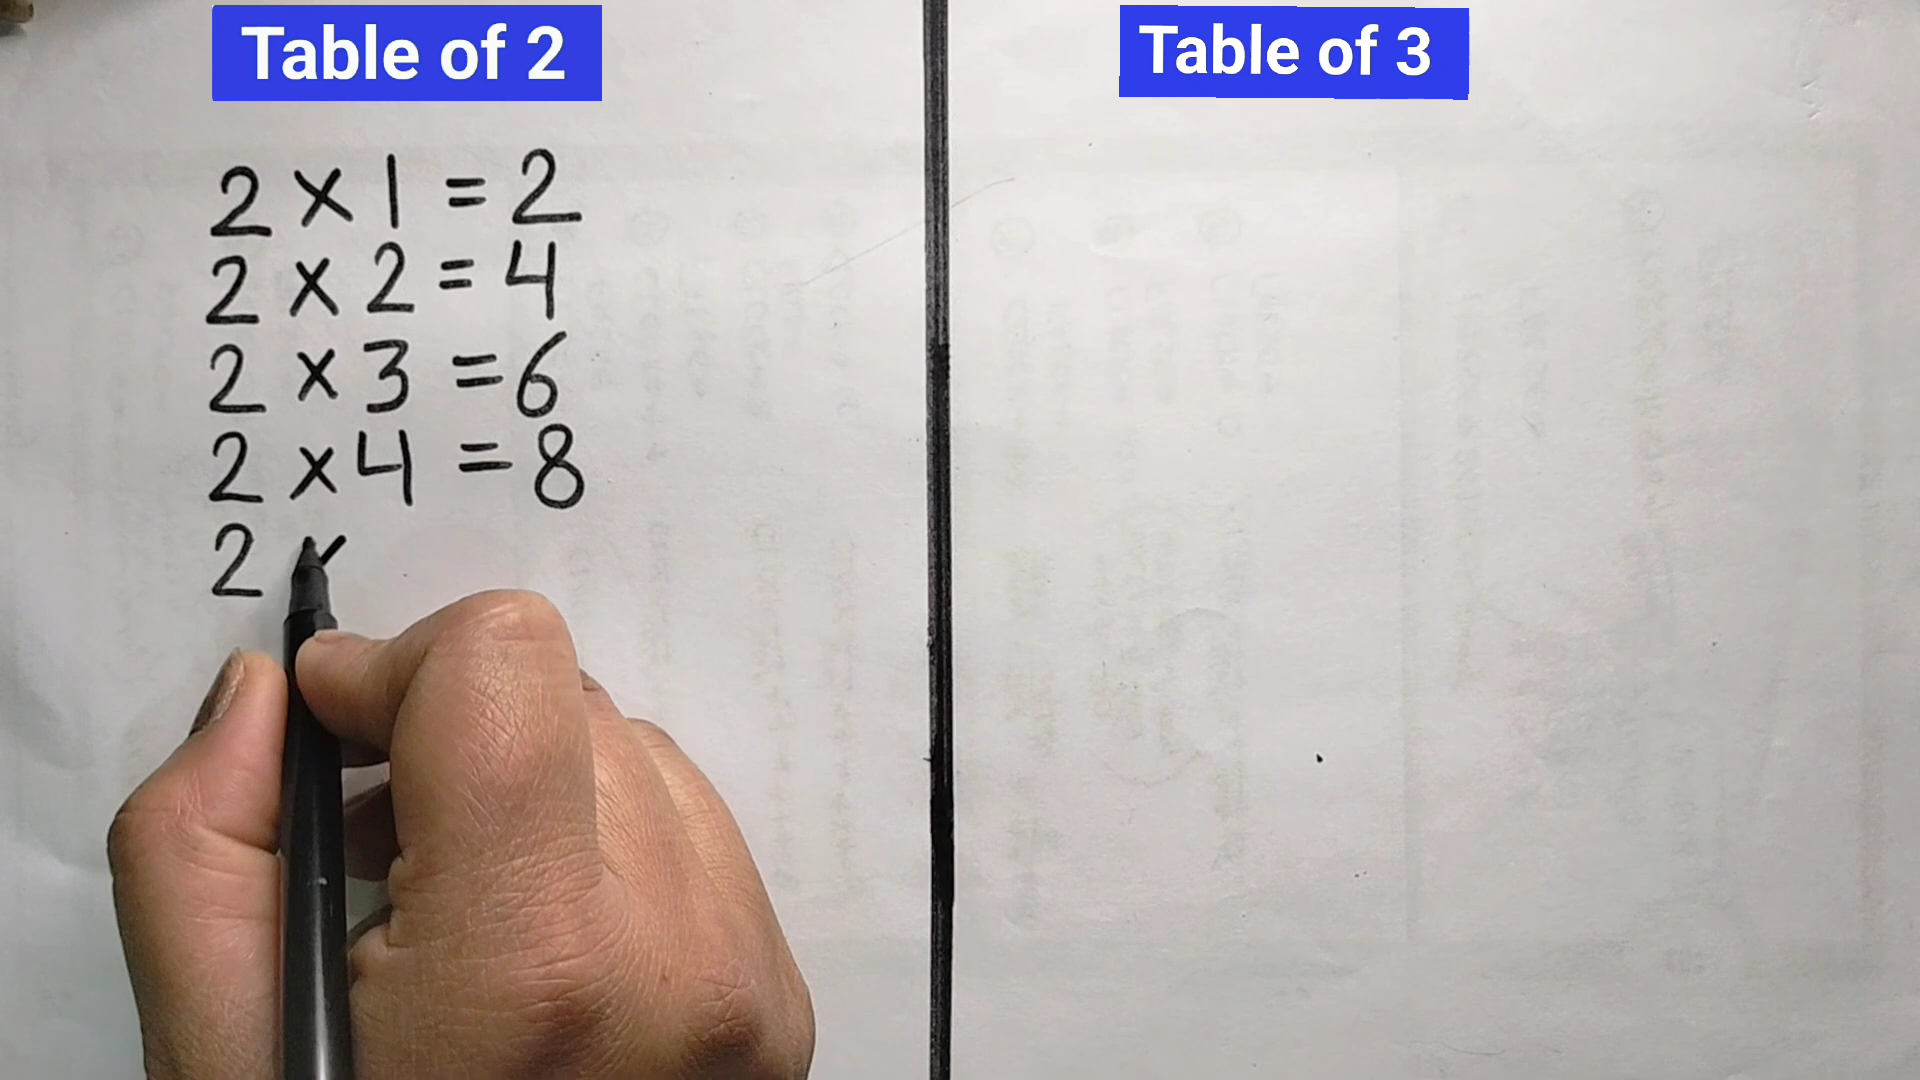 Table of 2
2 × 1 = 2
2 × 2 = 4
2 × 3 = 6
2 × 4 = 8
2 ×
Table of 3